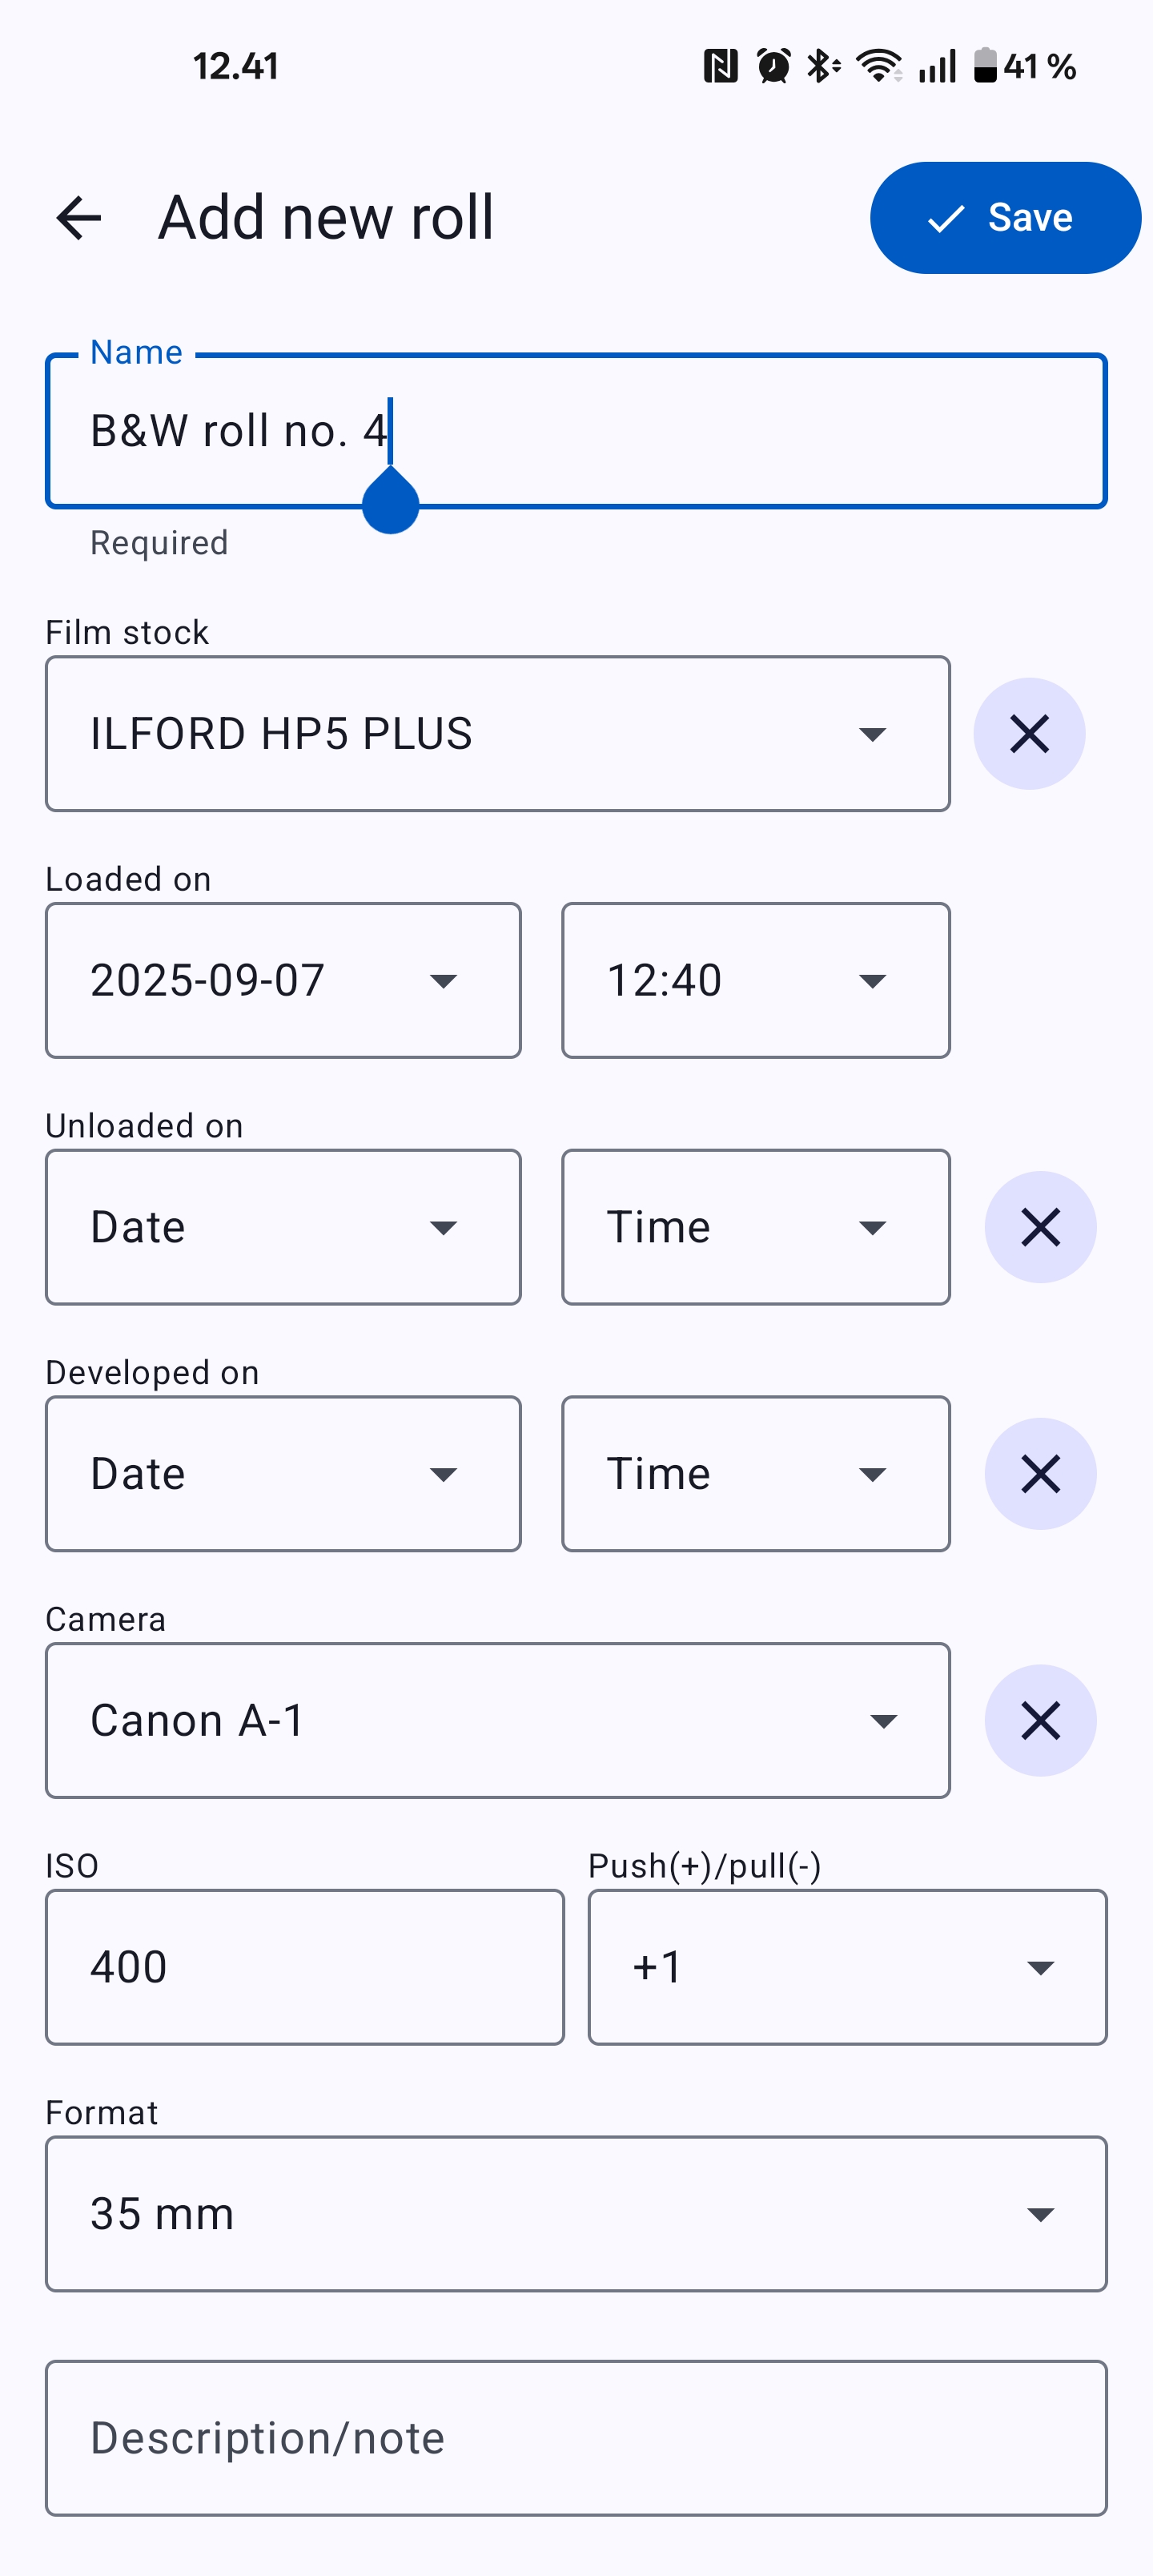 12.41 41 %
Add new roll Save
Name
B&W roll no. 4
Required
Film stock
ILFORD HP5 PLUS
Loaded on
2025-09-07 12:40
Unloaded on
Date Time
Developed on
Date Time
Camera
Canon A-1
ISO Push(+)/pull(-)
400 +1
Format
35 mm
Description/note